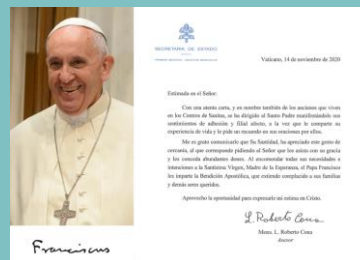 SECRETARÍA DE ESTADO
Vaticano, 14 de noviembre de 2020
Estimada en el Señor:
Con una atenta carta, y en nombre también de los ancianos que viven
en los Centros de Santos, se ha dirigido al Santo Padre manifestándole sus
sentimientos de adhesión y filial afecto, a la vez que le comparte su
experiencia de vida y le pide un recuerdo en sus oraciones por ellos.
Me es grato comunicarle que Su Santidad, ha apreciado este gesto de
cercanía, al que corresponde pidiendo al Señor que les asista con su gracia
y les conceda abundantes dones. Al encomendar todas sus necesidades e
intenciones a la Santísima Virgen, Madre de la Esperanza, el Papa Francisco
les imparte la Bendición Apostólica, que extiende complacido a sus familias y
demás seres queridos.
Aprovecho la oportunidad para expresarle mi estima en Cristo.
L. Roberto Cona
Mons. L. Roberto Cona
Asesor
Franciscus